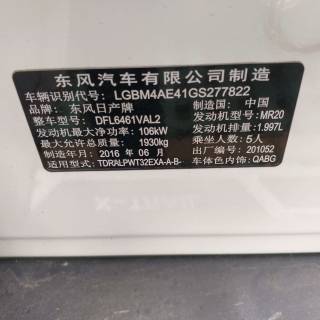 东风汽车有限公司制造
车辆识别代号: LGBM4AE41GS277822
品牌: 东风日产牌 制造国: 中国
整车型号: DFL6461VAL2 发动机型号: MR20
发动机最大净功率: 106kW 发动机排量: 1.997L
最大允许总质量: 1930kg 乘坐人数: 5人
制造年月: 2016 年 06 月 出厂编号: 201052
适用型式: TDRALPWT32EXA-A-B- 车体色内饰: QABG